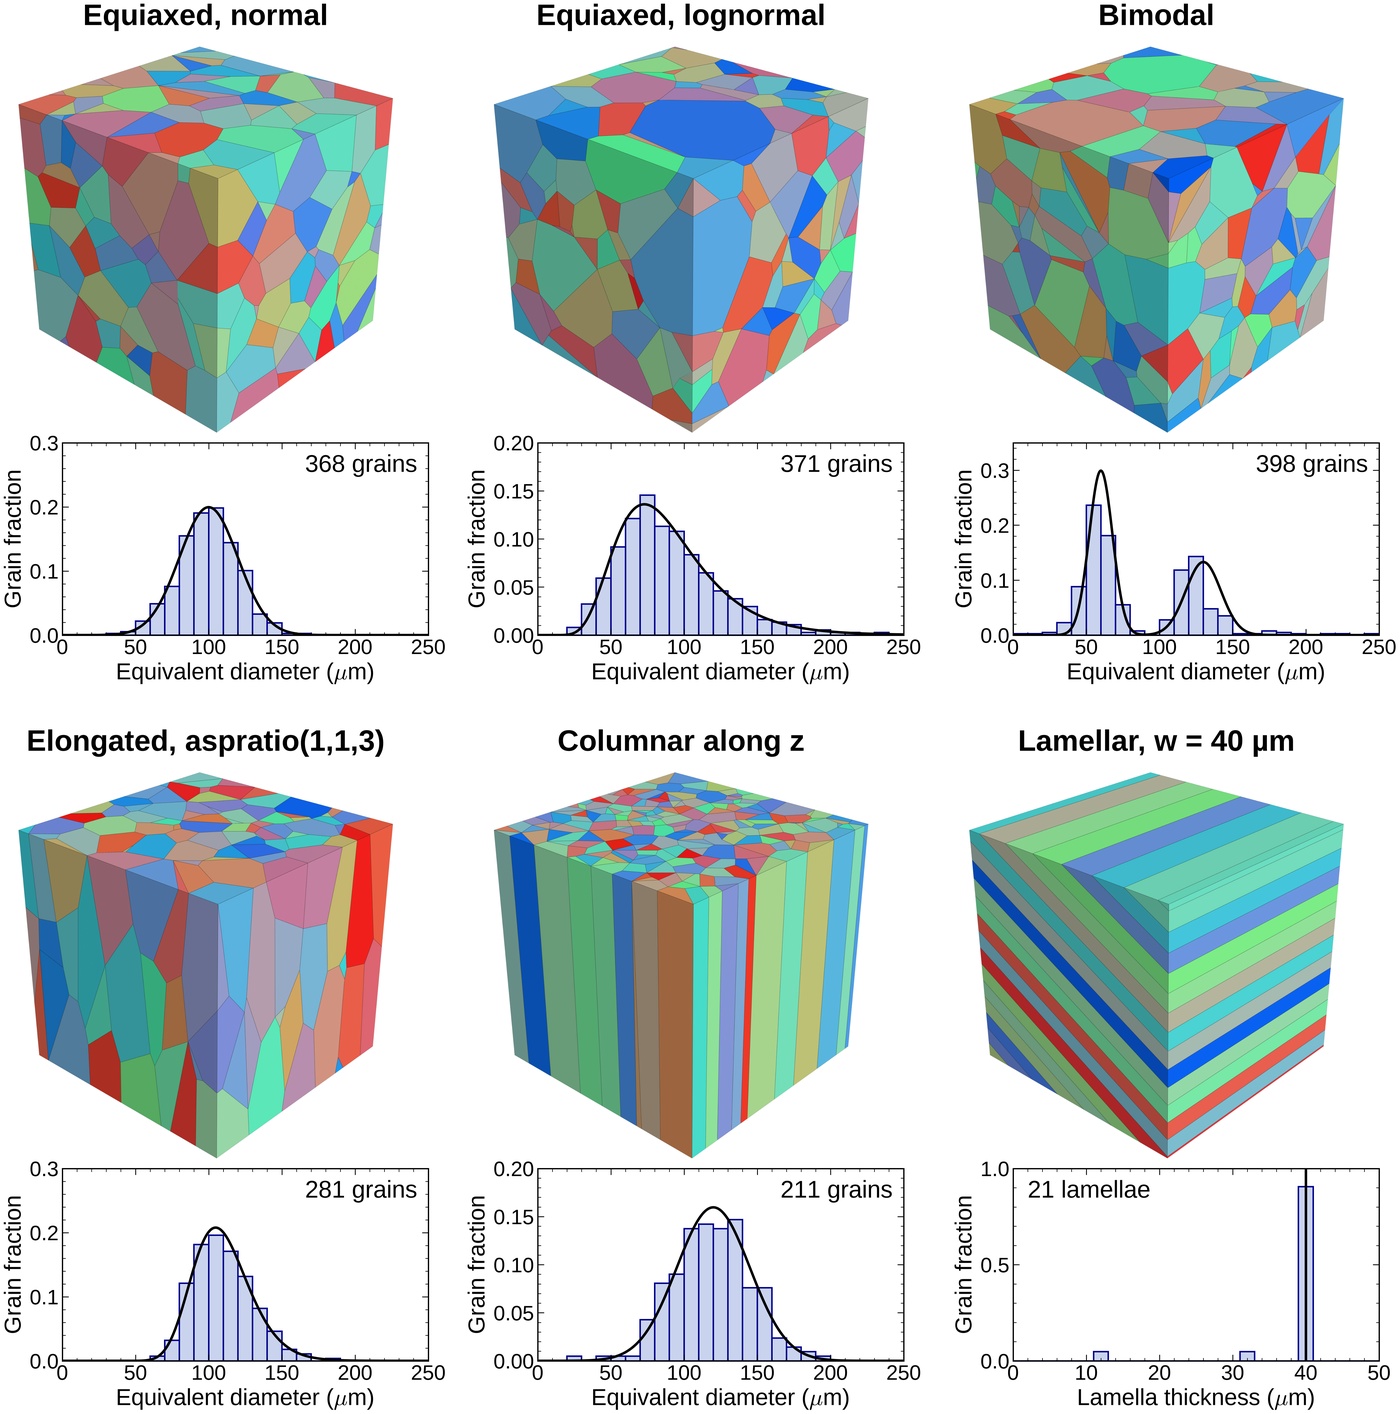 Equiaxed, normal
Equiaxed, lognormal
Bimodal
0.3
0.2
0.1
0.0
Grain fraction
368 grains
0 50 100 150 200 250
Equivalent diameter (μm)
0.20
0.15
0.10
0.05
0.00
Grain fraction
371 grains
0 50 100 150 200 250
Equivalent diameter (μm)
0.3
0.2
0.1
0.0
Grain fraction
398 grains
0 50 100 150 200 250
Equivalent diameter (μm)
Elongated, aspratio(1,1,3)
Columnar along z
Lamellar, w = 40 µm
0.3
0.2
0.1
0.0
Grain fraction
281 grains
0 50 100 150 200 250
Equivalent diameter (μm)
0.20
0.15
0.10
0.05
0.00
Grain fraction
211 grains
0 50 100 150 200 250
Equivalent diameter (μm)
1.0
0.5
0.0
Grain fraction
21 lamellae
0 10 20 30 40 50
Lamella thickness (μm)